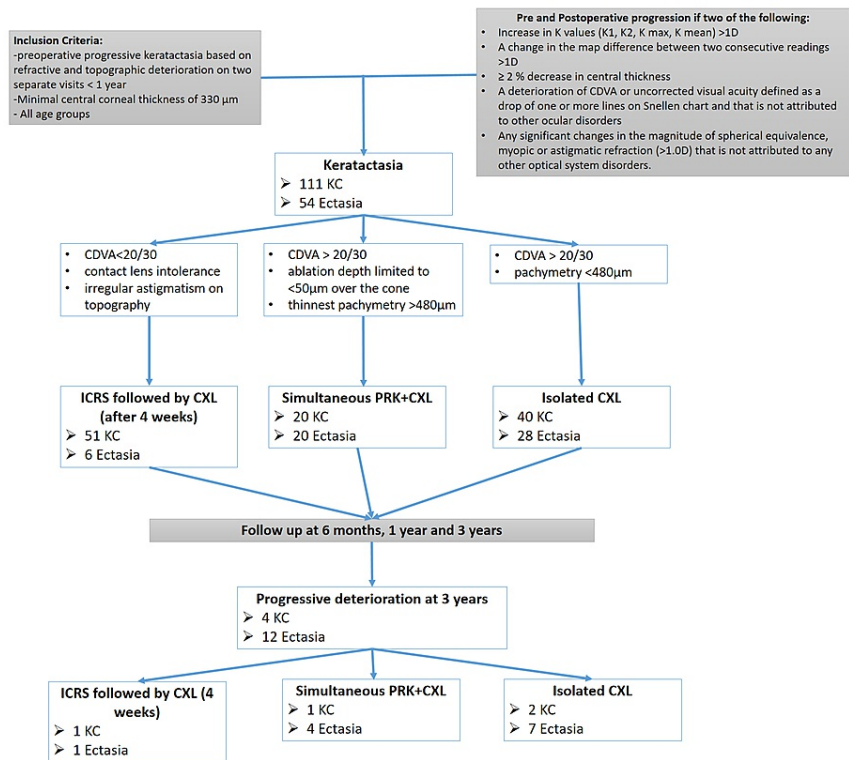 Inclusion Criteria:
-preoperative progressive keratactasia based on
refractive and topographic deterioration on two
separate visits < 1 year
-Minimal central corneal thickness of 330 µm
- All age groups
Pre and Postoperative progression if two of the following:
• Increase in K values (K1, K2, K max, K mean) >1D
• A change in the map difference between two consecutive readings
>1D
• ≥ 2 % decrease in central thickness
• A deterioration of CDVA or uncorrected visual acuity defined as a
drop of one or more lines on Snellen chart and that is not attributed
to other ocular disorders
• Any significant changes in the magnitude of spherical equivalence,
myopic or astigmatic refraction (>1.0D) that is not attributed to any
other optical system disorders.
Keratactasia
➢ 111 KC
➢ 54 Ectasia
• CDVA<20/30
• contact lens intolerance
• irregular astigmatism on
topography
• CDVA > 20/30
• ablation depth limited to
<50µm over the cone
• thinnest pachymetry >480µm
• CDVA > 20/30
• pachymetry <480µm
ICRS followed by CXL
(after 4 weeks)
➢ 51 KC
➢ 6 Ectasia
Simultaneous PRK+CXL
➢ 20 KC
➢ 20 Ectasia
Isolated CXL
➢ 40 KC
➢ 28 Ectasia
Follow up at 6 months, 1 year and 3 years
Progressive deterioration at 3 years
➢ 4 KC
➢ 12 Ectasia
ICRS followed by CXL (4
weeks)
➢ 1 KC
➢ 1 Ectasia
Simultaneous PRK+CXL
➢ 1 KC
➢ 4 Ectasia
Isolated CXL
➢ 2 KC
➢ 7 Ectasia